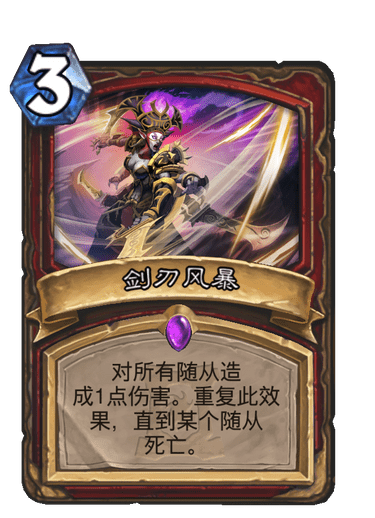 3
剑刃风暴
对所有随从造
成1点伤害。重复此效
果，直到某个随从
死亡。